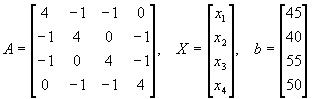 A = [ 4 −1 −1 0 ; −1 4 0 −1 ; −1 0 4 −1 ; 0 −1 −1 4 ], X = [ x₁ ; x₂ ; x₃ ; x₄ ], b = [ 45 ; 40 ; 55 ; 50 ]